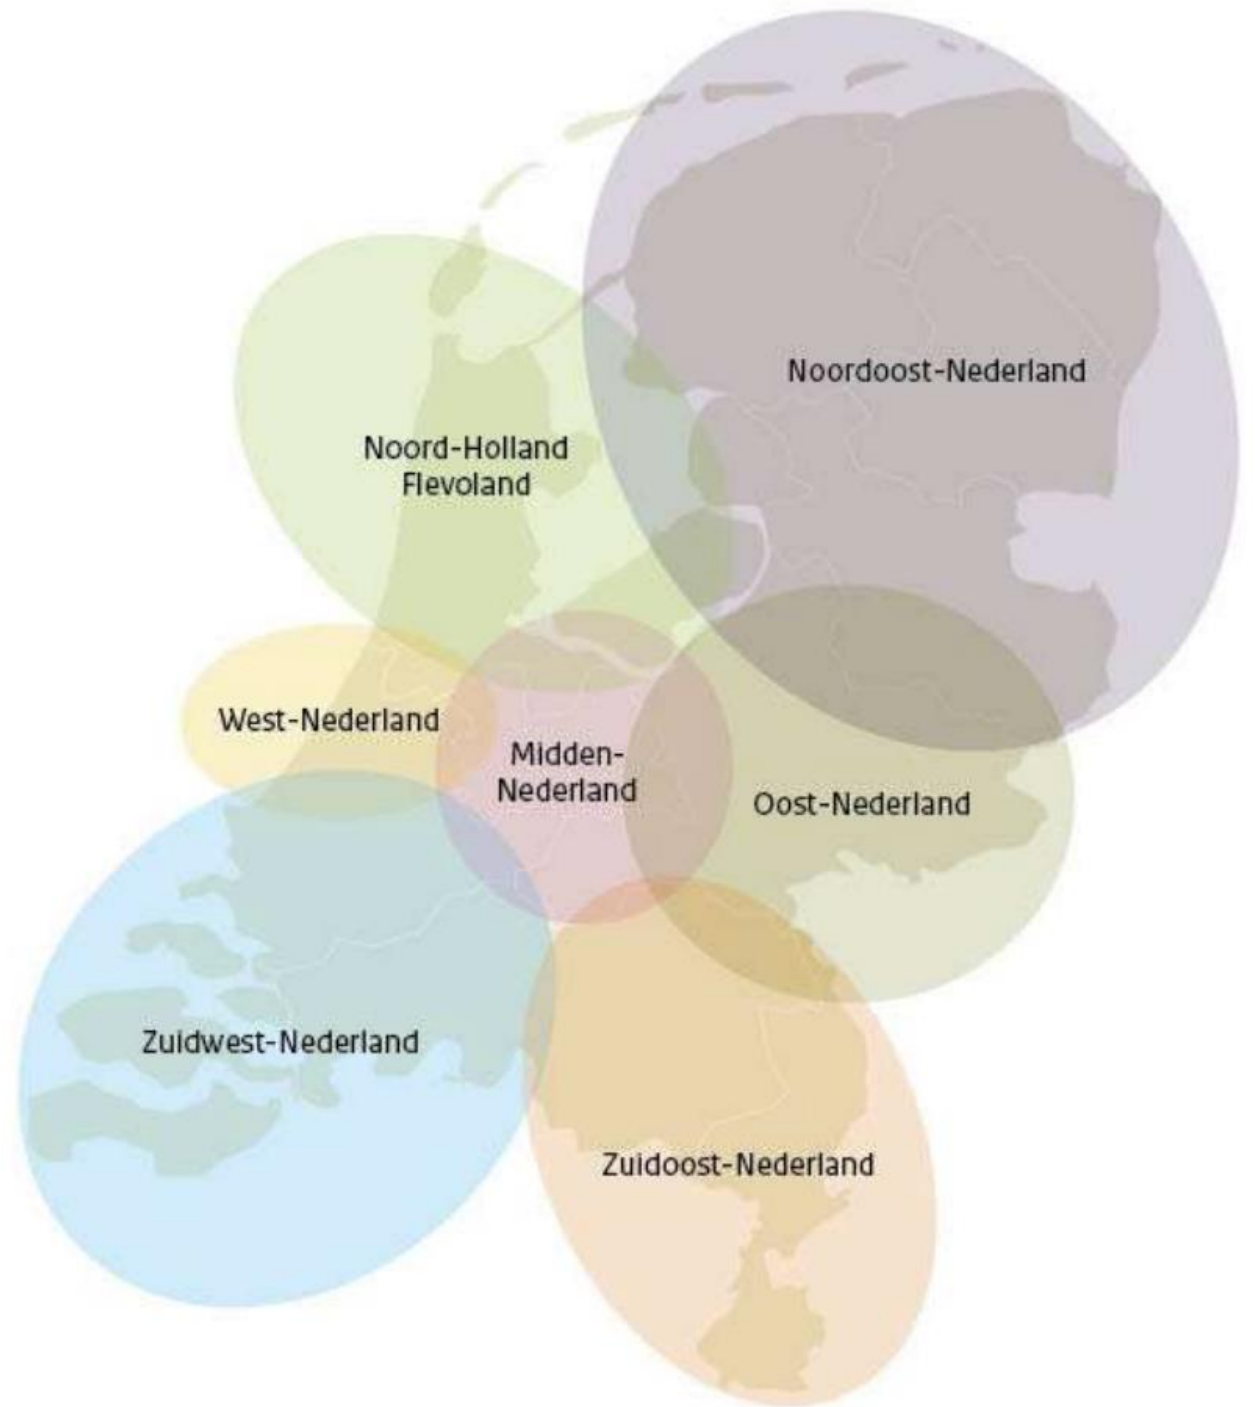 Noordoost-Nederland
Noord-Holland
Flevoland
West-Nederland
Midden-
Nederland
Oost-Nederland
Zuidwest-Nederland
Zuidoost-Nederland